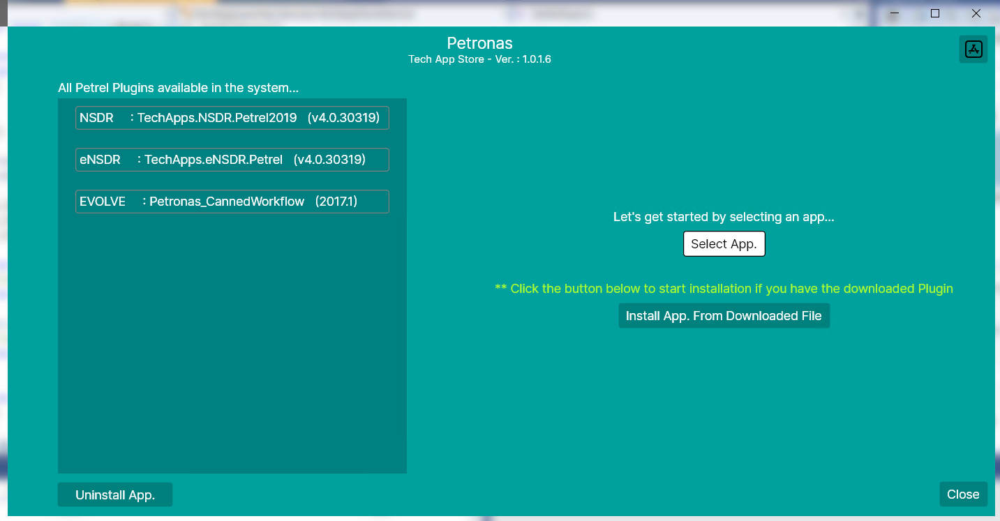 Petronas
Tech App Store - Ver. : 1.0.1.6
All Petrel Plugins available in the system...
NSDR : TechApps.NSDR.Petrel2019 (v4.0.30319)
eNSDR : TechApps.eNSDR.Petrel (v4.0.30319)
EVOLVE : Petronas_CannedWorkflow (2017.1)
Let's get started by selecting an app...
Select App.
** Click the button below to start installation if you have the downloaded Plugin
Install App. From Downloaded File
Uninstall App.
Close